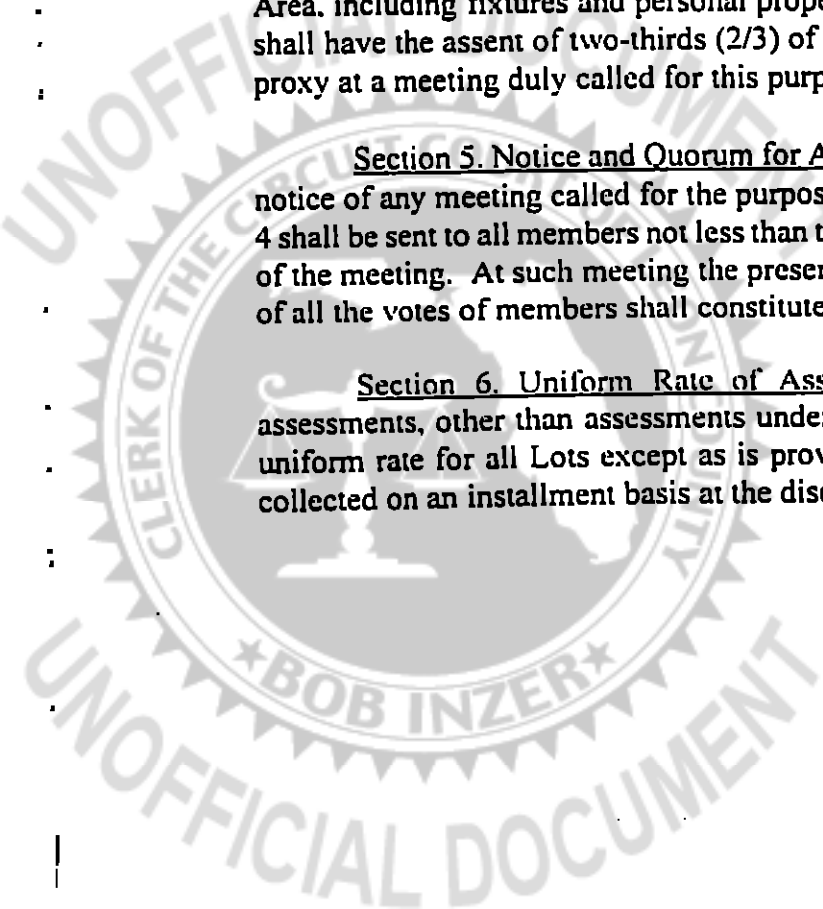 Area, including fixtures and personal prope
shall have the assent of two-thirds (2/3) of
proxy at a meeting duly called for this purp
Section 5. Notice and Quorum for A
notice of any meeting called for the purpos
4 shall be sent to all members not less than t
of the meeting. At such meeting the preser
of all the votes of members shall constitute
Section 6. Uniform Rate of Ass
assessments, other than assessments unde
uniform rate for all Lots except as is prov
collected on an installment basis at the disc
UNOFFICIAL DOCUMENT
CLERK OF THE CIRCUIT COURT LEON COUNTY
BOB INZER
UNOFFICIAL DOCUMENT